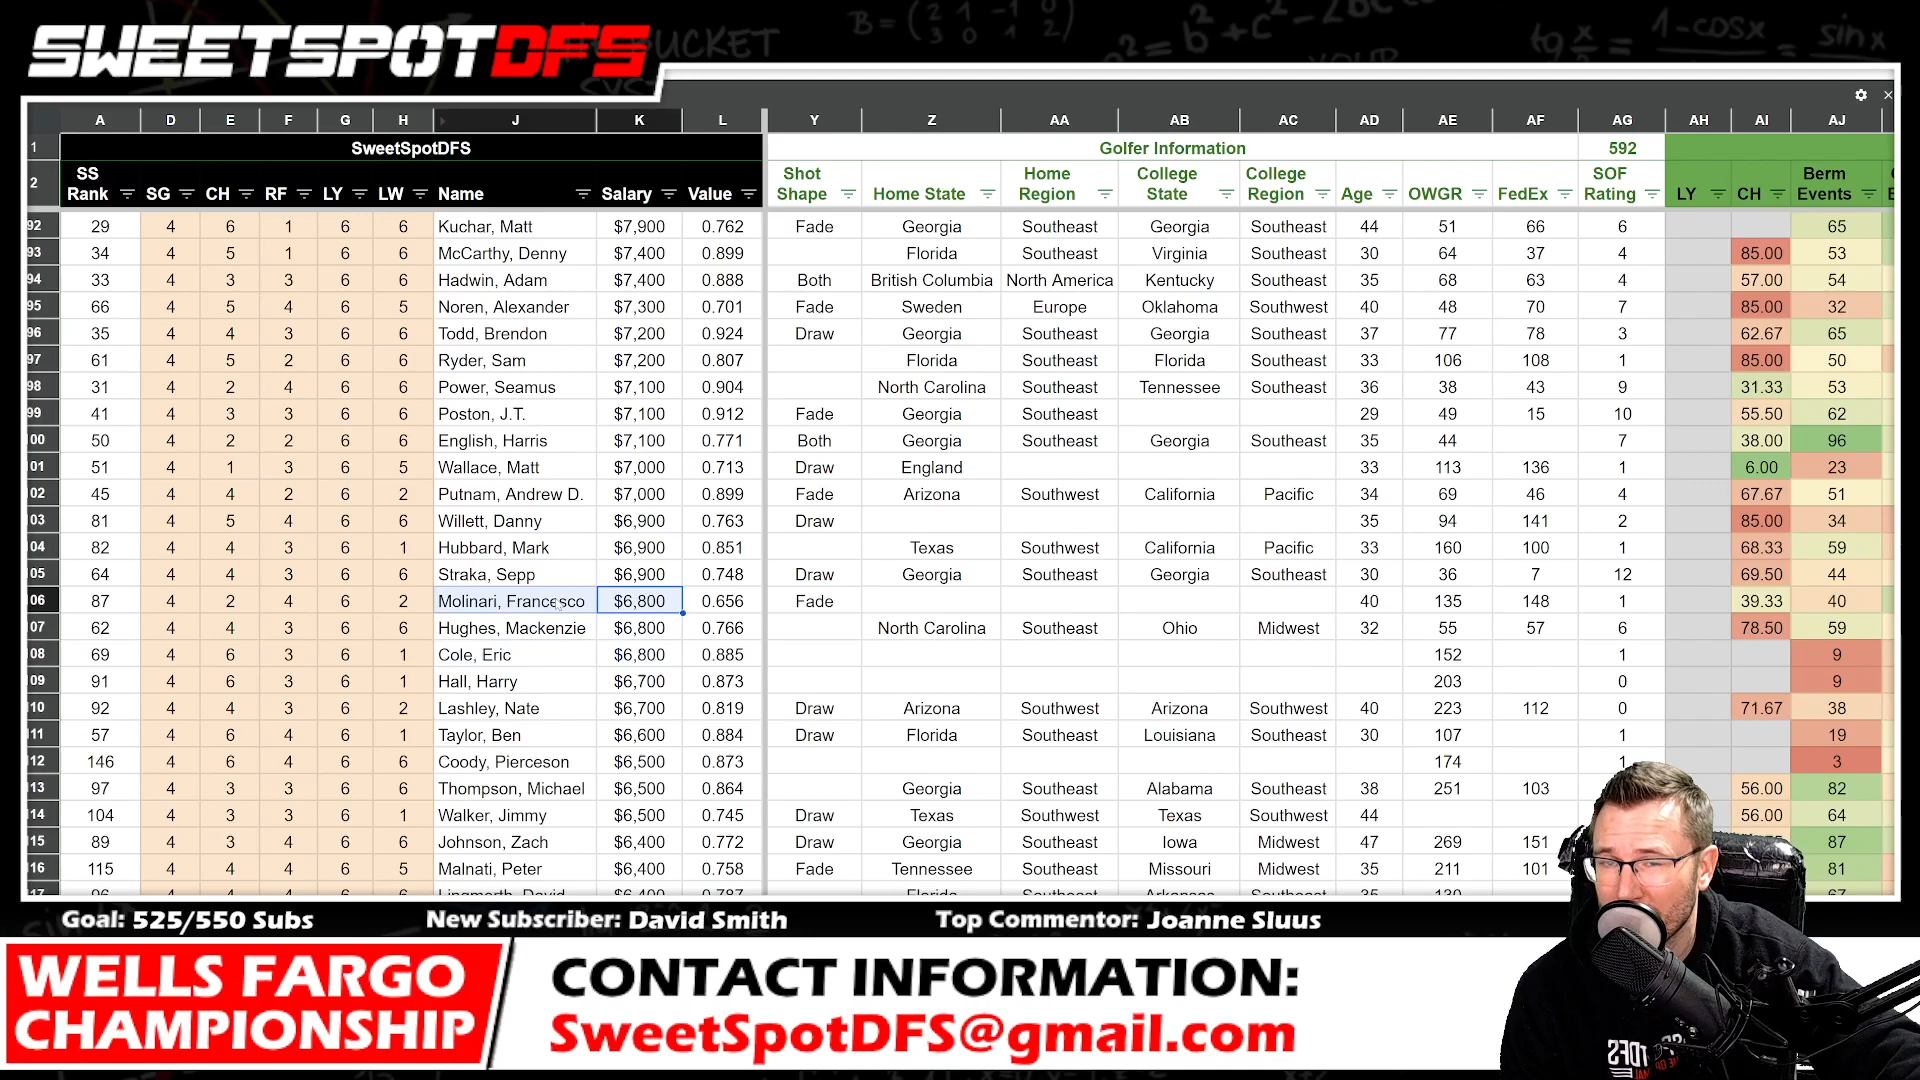 SWEETSPOTDFS
BUCKET
A D E F G H J K L Y Z AA AB AC AD AE AF AG AH AI AJ
1 SweetSpotDFS Golfer Information 592
2 SS Rank SG CH RF LY LW Name Salary Value Shot Shape Home State Home Region College State College Region Age OWGR FedEx SOF Rating LY CH Berm Events
92 29 4 6 1 6 6 Kuchar, Matt $7,900 0.762 Fade Georgia Southeast Georgia Southeast 44 51 66 6 65
93 34 4 5 1 6 6 McCarthy, Denny $7,400 0.899 Florida Southeast Virginia Southeast 30 64 37 4 85.00 53
94 33 4 3 3 6 6 Hadwin, Adam $7,400 0.888 Both British Columbia North America Kentucky Southeast 35 68 63 4 57.00 54
95 66 4 5 4 6 5 Noren, Alexander $7,300 0.701 Fade Sweden Europe Oklahoma Southwest 40 48 70 7 85.00 32
96 35 4 4 3 6 6 Todd, Brendon $7,200 0.924 Draw Georgia Southeast Georgia Southeast 37 77 78 3 62.67 65
97 61 4 5 2 6 6 Ryder, Sam $7,200 0.807 Florida Southeast Florida Southeast 33 106 108 1 85.00 50
98 31 4 2 4 6 6 Power, Seamus $7,100 0.904 North Carolina Southeast Tennessee Southeast 36 38 43 9 31.33 53
99 41 4 3 3 6 6 Poston, J.T. $7,100 0.912 Fade Georgia Southeast 29 49 15 10 55.50 62
00 50 4 2 2 6 6 English, Harris $7,100 0.771 Both Georgia Southeast Georgia Southeast 35 44 7 38.00 96
01 51 4 1 3 6 5 Wallace, Matt $7,000 0.713 Draw England 33 113 136 1 6.00 23
02 45 4 4 2 6 2 Putnam, Andrew D. $7,000 0.899 Fade Arizona Southwest California Pacific 34 69 46 4 67.67 51
03 81 4 5 4 6 6 Willett, Danny $6,900 0.763 Draw 35 94 141 2 85.00 34
04 82 4 4 3 6 1 Hubbard, Mark $6,900 0.851 Texas Southwest California Pacific 33 160 100 1 68.33 59
05 64 4 4 3 6 6 Straka, Sepp $6,900 0.748 Draw Georgia Southeast Georgia Southeast 30 36 7 12 69.50 44
06 87 4 2 4 6 2 Molinari, Francesco $6,800 0.656 Fade 40 135 148 1 39.33 40
07 62 4 4 3 6 6 Hughes, Mackenzie $6,800 0.766 North Carolina Southeast Ohio Midwest 32 55 57 6 78.50 59
08 69 4 6 3 6 1 Cole, Eric $6,800 0.885 152 1 9
09 91 4 6 3 6 1 Hall, Harry $6,700 0.873 203 0 9
10 92 4 4 3 6 2 Lashley, Nate $6,700 0.819 Draw Arizona Southwest Arizona Southwest 40 223 112 0 71.67 38
11 57 4 6 4 6 1 Taylor, Ben $6,600 0.884 Draw Florida Southeast Louisiana Southeast 30 107 1 19
12 146 4 6 4 6 6 Coody, Pierceson $6,500 0.873 174 1 3
13 97 4 3 3 6 6 Thompson, Michael $6,500 0.864 Georgia Southeast Alabama Southeast 38 251 103 56.00 82
14 104 4 3 3 6 1 Walker, Jimmy $6,500 0.745 Draw Texas Southwest Texas Southwest 44 56.00 64
15 89 4 3 4 6 6 Johnson, Zach $6,400 0.772 Draw Georgia Southeast Iowa Midwest 47 269 151 87
16 115 4 4 4 6 5 Malnati, Peter $6,400 0.758 Fade Tennessee Southeast Missouri Midwest 35 211 101 81
Goal: 525/550 Subs New Subscriber: David Smith Top Commentor: Joanne Sluus
WELLS FARGO
CHAMPIONSHIP
CONTACT INFORMATION:
SweetSpotDFS@gmail.com